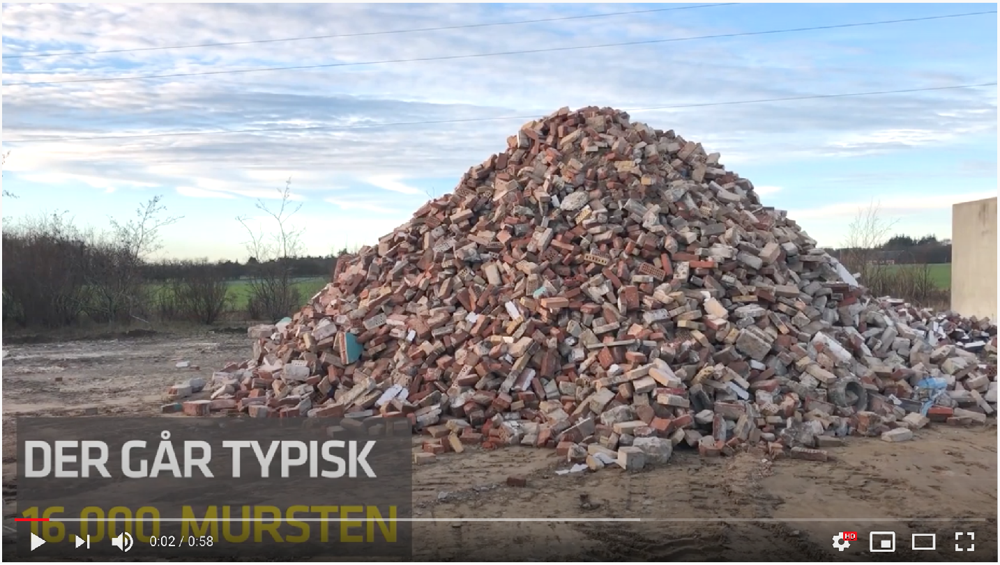 DER GÅR TYPISK
16.000 MURSTEN
0:02 / 0:58
HD